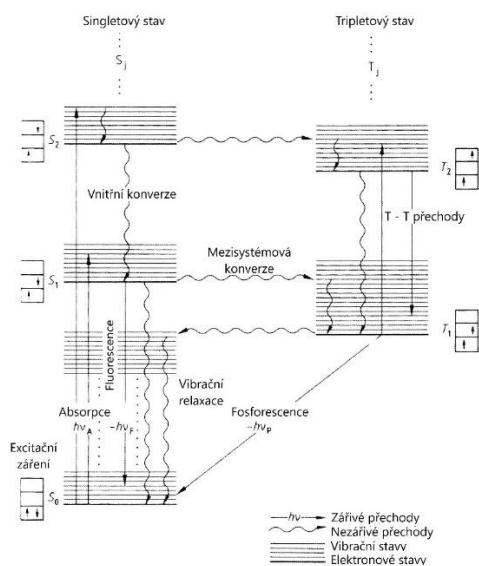 Singletový stav
Tripletový stav
S_j
T_j
S_2
T_2
Vnitřní konverze
T - T přechody
Mezisystémová
konverze
S_1
T_1
Fluorescence
Vibrační
relaxace
Absorpce
hν_A
-hν_F
Fosforescence
-hν_P
Excitační
záření
S_0
hν Zářivé přechody
Nezářivé přechody
Vibrační stavy
Elektronové stavy